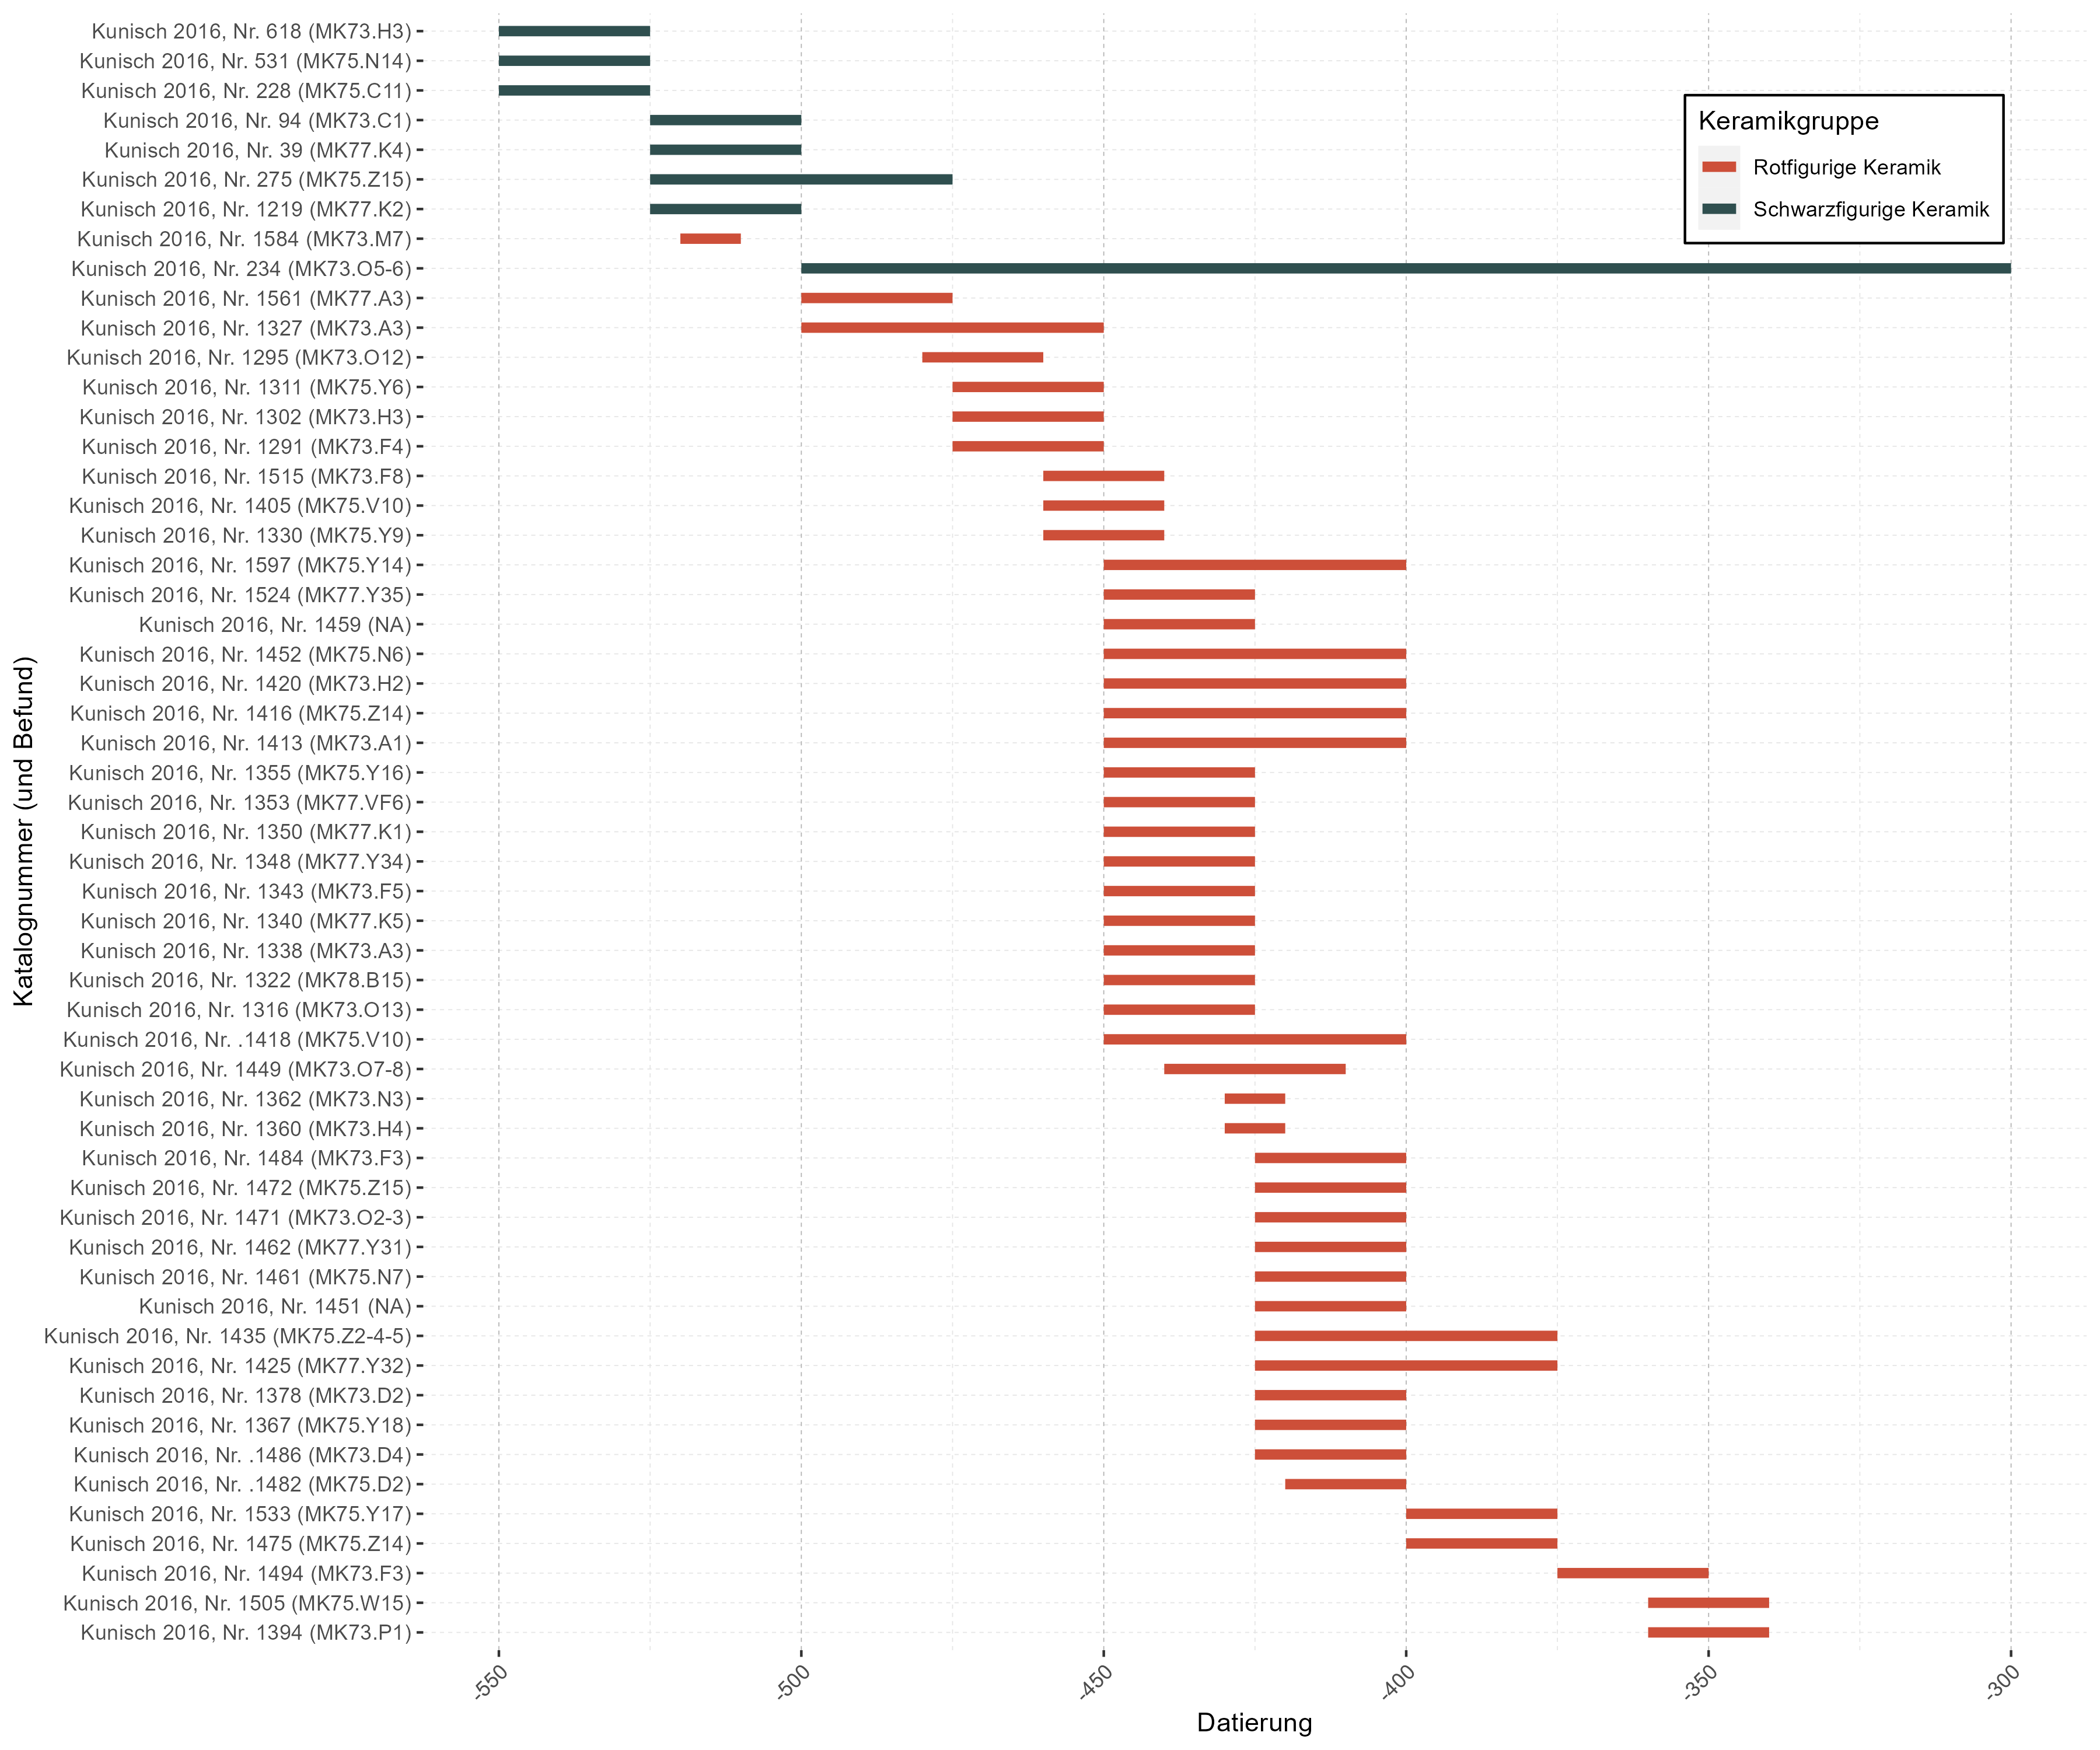 Kunisch 2016, Nr. 618 (MK73.H3)
Kunisch 2016, Nr. 531 (MK75.N14)
Kunisch 2016, Nr. 228 (MK75.C11)
Kunisch 2016, Nr. 94 (MK73.C1)
Kunisch 2016, Nr. 39 (MK77.K4)
Kunisch 2016, Nr. 275 (MK75.Z15)
Kunisch 2016, Nr. 1219 (MK77.K2)
Kunisch 2016, Nr. 1584 (MK73.M7)
Kunisch 2016, Nr. 234 (MK73.O5-6)
Kunisch 2016, Nr. 1561 (MK77.A3)
Kunisch 2016, Nr. 1327 (MK73.A3)
Kunisch 2016, Nr. 1295 (MK73.O12)
Kunisch 2016, Nr. 1311 (MK75.Y6)
Kunisch 2016, Nr. 1302 (MK73.H3)
Kunisch 2016, Nr. 1291 (MK73.F4)
Kunisch 2016, Nr. 1515 (MK73.F8)
Kunisch 2016, Nr. 1405 (MK75.V10)
Kunisch 2016, Nr. 1330 (MK75.Y9)
Kunisch 2016, Nr. 1597 (MK75.Y14)
Kunisch 2016, Nr. 1524 (MK77.Y35)
Kunisch 2016, Nr. 1459 (NA)
Kunisch 2016, Nr. 1452 (MK75.N6)
Kunisch 2016, Nr. 1420 (MK73.H2)
Kunisch 2016, Nr. 1416 (MK75.Z14)
Kunisch 2016, Nr. 1413 (MK73.A1)
Kunisch 2016, Nr. 1355 (MK75.Y16)
Kunisch 2016, Nr. 1353 (MK77.VF6)
Kunisch 2016, Nr. 1350 (MK77.K1)
Kunisch 2016, Nr. 1348 (MK77.Y34)
Kunisch 2016, Nr. 1343 (MK73.F5)
Kunisch 2016, Nr. 1340 (MK77.K5)
Kunisch 2016, Nr. 1338 (MK73.A3)
Kunisch 2016, Nr. 1322 (MK78.B15)
Kunisch 2016, Nr. 1316 (MK73.O13)
Kunisch 2016, Nr. .1418 (MK75.V10)
Kunisch 2016, Nr. 1449 (MK73.O7-8)
Kunisch 2016, Nr. 1362 (MK73.N3)
Kunisch 2016, Nr. 1360 (MK73.H4)
Kunisch 2016, Nr. 1484 (MK73.F3)
Kunisch 2016, Nr. 1472 (MK75.Z15)
Kunisch 2016, Nr. 1471 (MK73.O2-3)
Kunisch 2016, Nr. 1462 (MK77.Y31)
Kunisch 2016, Nr. 1461 (MK75.N7)
Kunisch 2016, Nr. 1451 (NA)
Kunisch 2016, Nr. 1435 (MK75.Z2-4-5)
Kunisch 2016, Nr. 1425 (MK77.Y32)
Kunisch 2016, Nr. 1378 (MK73.D2)
Kunisch 2016, Nr. 1367 (MK75.Y18)
Kunisch 2016, Nr. .1486 (MK73.D4)
Kunisch 2016, Nr. .1482 (MK75.D2)
Kunisch 2016, Nr. 1533 (MK75.Y17)
Kunisch 2016, Nr. 1475 (MK75.Z14)
Kunisch 2016, Nr. 1494 (MK73.F3)
Kunisch 2016, Nr. 1505 (MK75.W15)
Kunisch 2016, Nr. 1394 (MK73.P1)
Katalognummer (und Befund)
Keramikgruppe
Rotfigurige Keramik
Schwarzfigurige Keramik
-550
-500
-450
-400
-350
-300
Datierung